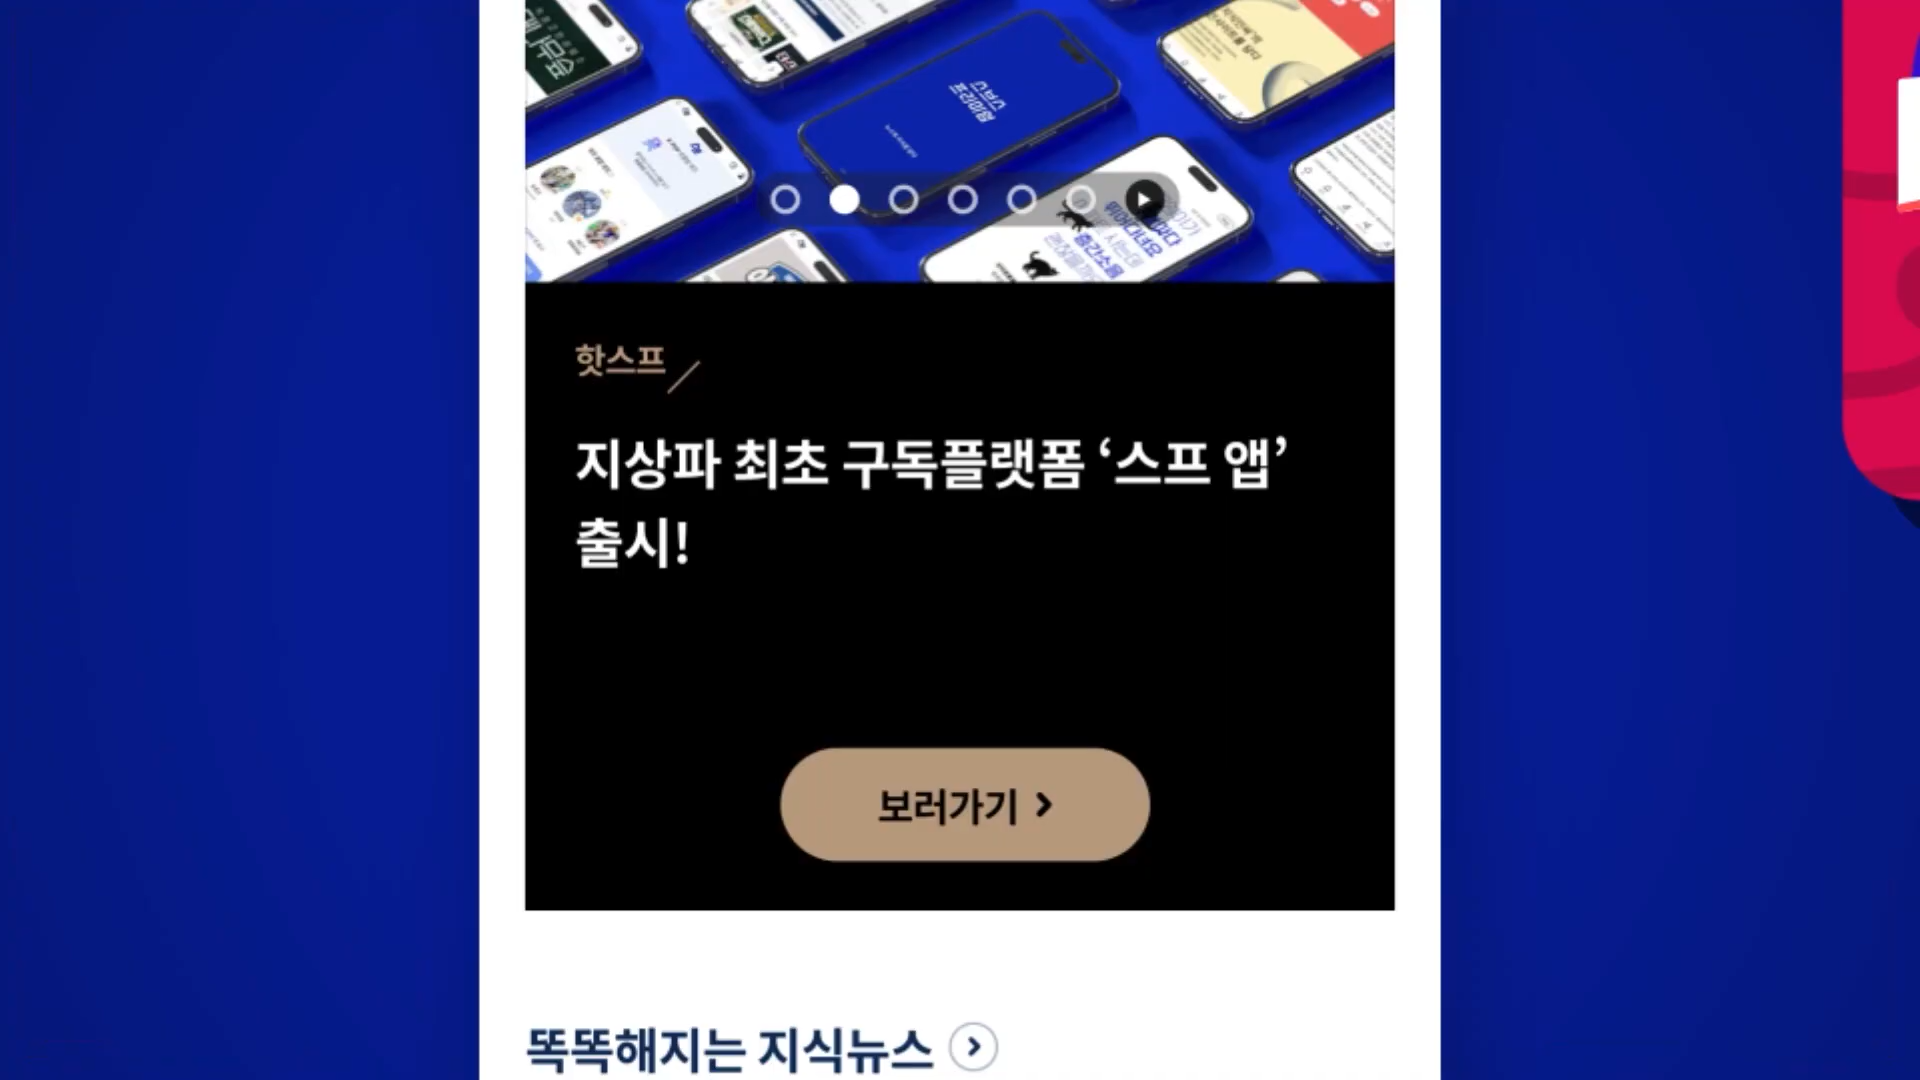 핫스프
지상파 최초 구독플랫폼 ‘스프 앱’
출시!
보러가기
똑똑해지는 지식뉴스